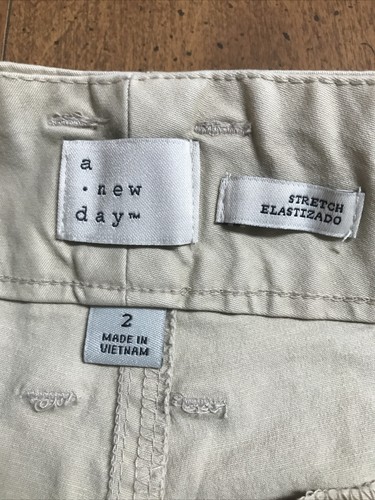 a
· new
day™
STRETCH
ELASTIZADO
2
MADE IN
VIETNAM